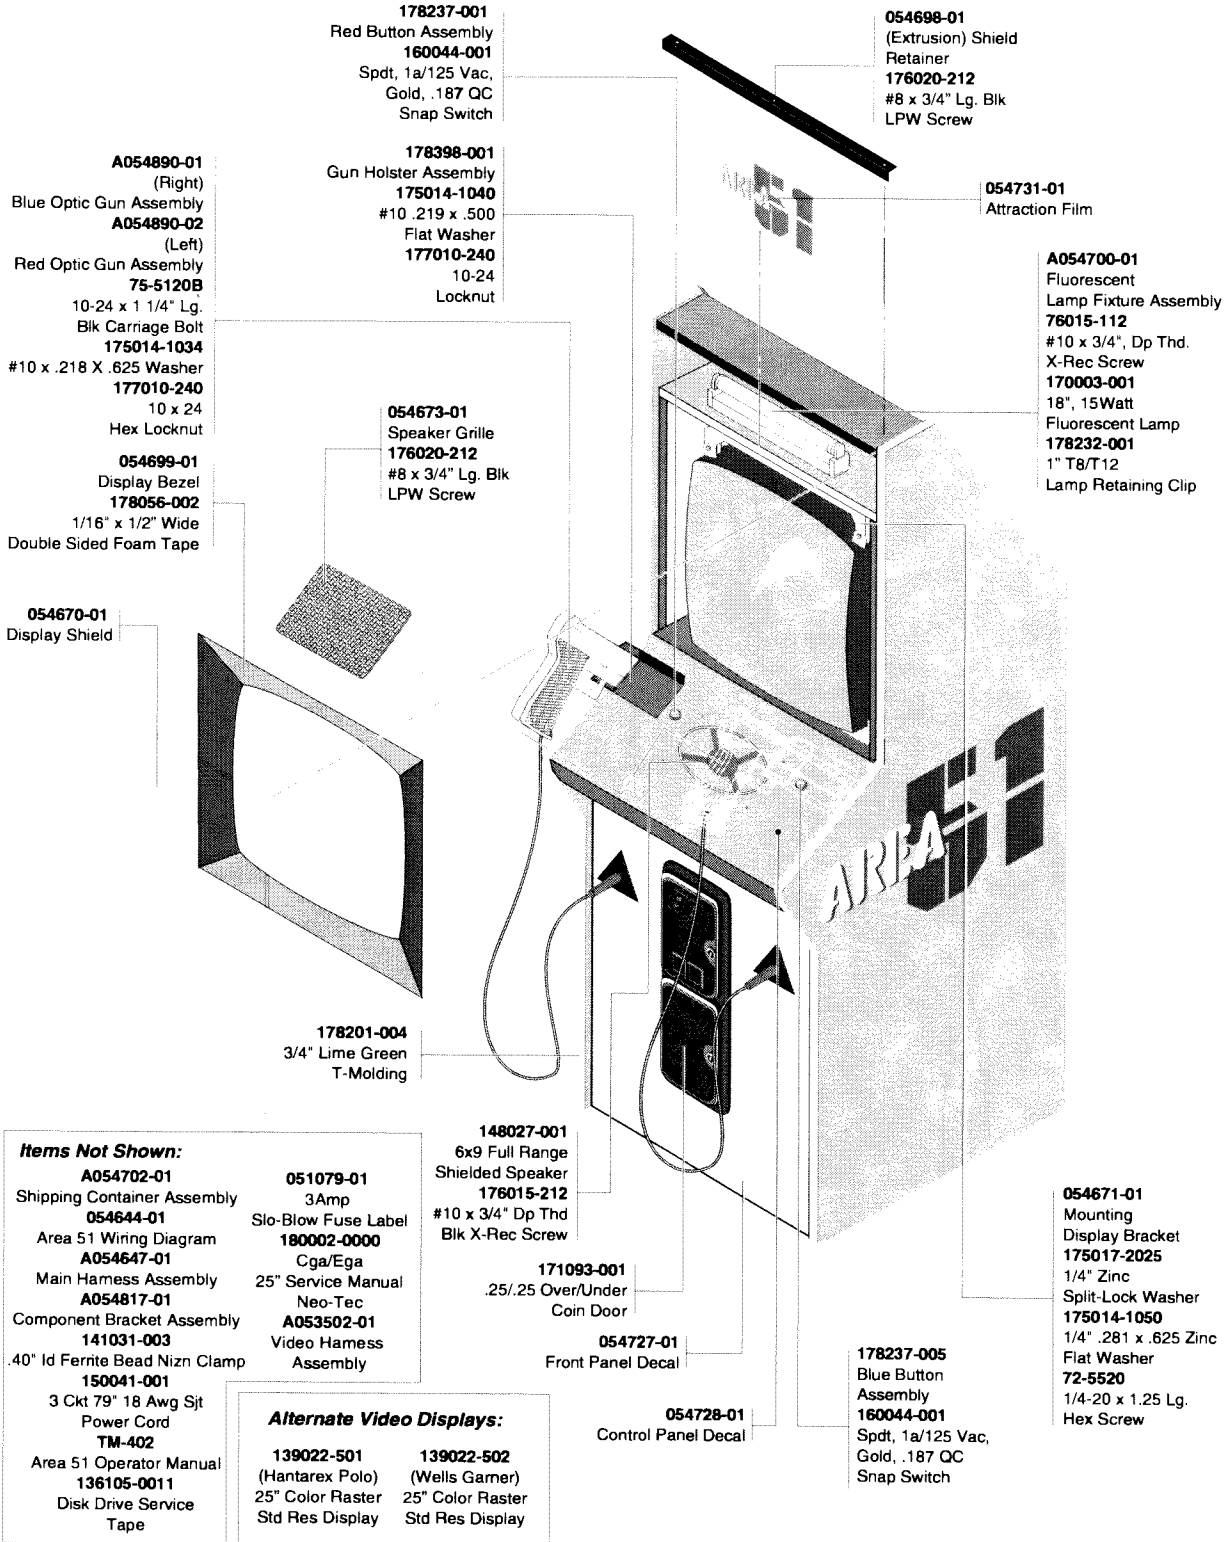 178237-001
Red Button Assembly
160044-001
Spdt, 1a/125 Vac,
Gold, .187 QC
Snap Switch
054698-01
(Extrusion) Shield
Retainer
176020-212
#8 x 3/4" Lg. Blk
LPW Screw
A054890-01
(Right)
Blue Optic Gun Assembly
A054890-02
(Left)
Red Optic Gun Assembly
75-5120B
10-24 x 1 1/4" Lg.
Blk Carriage Bolt
175014-1034
#10 x .218 X .625 Washer
177010-240
10 x 24
Hex Locknut
178398-001
Gun Holster Assembly
175014-1040
#10 .219 x .500
Flat Washer
177010-240
10-24
Locknut
AREA 51
054731-01
Attraction Film
A054700-01
Fluorescent
Lamp Fixture Assembly
76015-112
#10 x 3/4", Dp Thd.
X-Rec Screw
170003-001
18", 15Watt
Fluorescent Lamp
178232-001
1" T8/T12
Lamp Retaining Clip
054673-01
Speaker Grille
176020-212
#8 x 3/4" Lg. Blk
LPW Screw
054699-01
Display Bezel
178056-002
1/16" x 1/2" Wide
Double Sided Foam Tape
054670-01
Display Shield
AREA 51
178201-004
3/4" Lime Green
T-Molding
148027-001
6x9 Full Range
Shielded Speaker
176015-212
#10 x 3/4" Dp Thd
Blk X-Rec Screw
171093-001
.25/.25 Over/Under
Coin Door
054727-01
Front Panel Decal
054728-01
Control Panel Decal
178237-005
Blue Button
Assembly
160044-001
Spdt, 1a/125 Vac,
Gold, .187 QC
Snap Switch
054671-01
Mounting
Display Bracket
175017-2025
1/4" Zinc
Split-Lock Washer
175014-1050
1/4" .281 x .625 Zinc
Flat Washer
72-5520
1/4-20 x 1.25 Lg.
Hex Screw
Items Not Shown:
A054702-01
Shipping Container Assembly
054644-01
Area 51 Wiring Diagram
A054647-01
Main Harness Assembly
A054817-01
Component Bracket Assembly
141031-003
.40" Id Ferrite Bead Nizn Clamp
150041-001
3 Ckt 79" 18 Awg Sjt
Power Cord
TM-402
Area 51 Operator Manual
136105-0011
Disk Drive Service
Tape
051079-01
3Amp
Slo-Blow Fuse Label
180002-0000
Cga/Ega
25" Service Manual
Neo-Tec
A053502-01
Video Harness
Assembly
Alternate Video Displays:
139022-501
(Hantarex Polo)
25" Color Raster
Std Res Display
139022-502
(Wells Garner)
25" Color Raster
Std Res Display